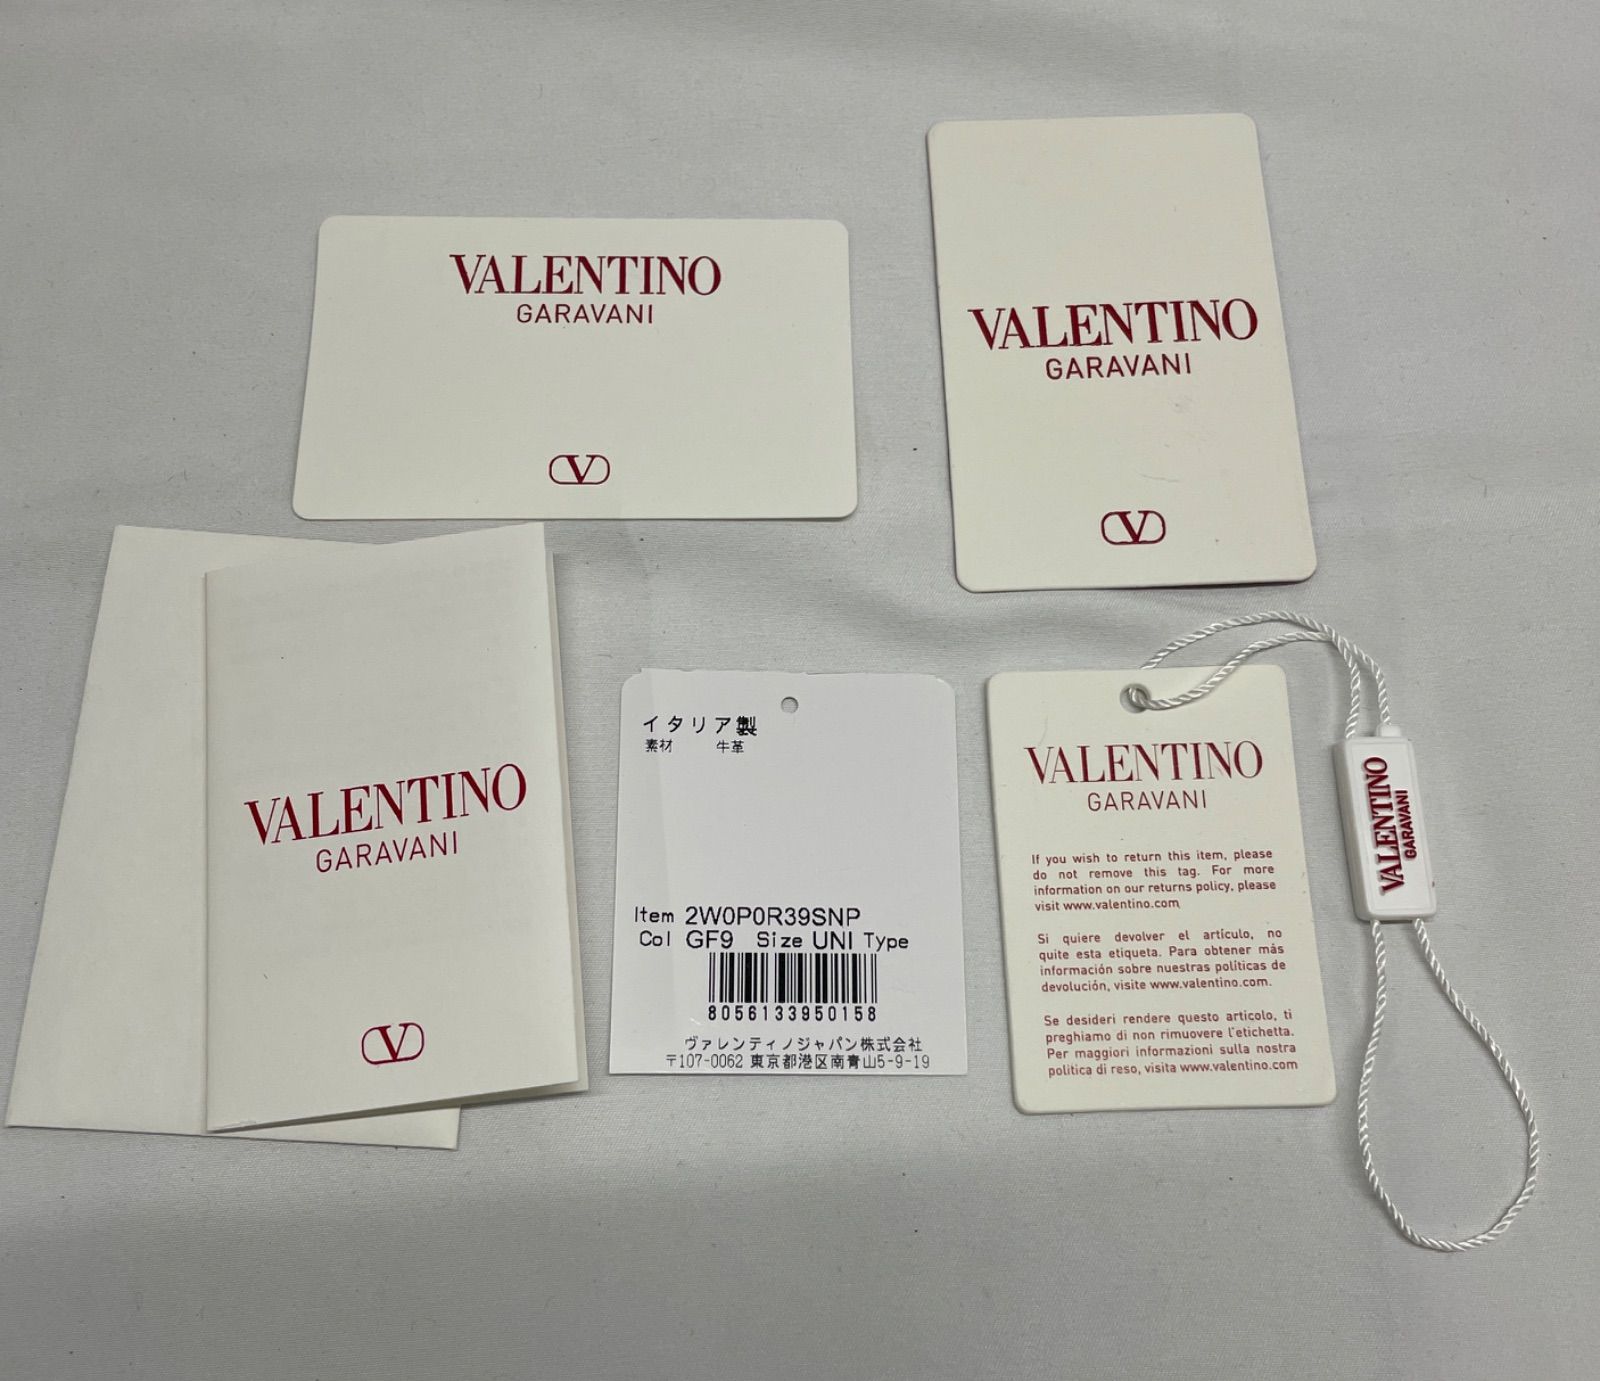 VALENTINO
GARAVANI
V
VALENTINO
GARAVANI
V
VALENTINO
GARAVANI
V
イタリア製
素材 牛革
Item 2W0P0R39SNP
Col GF9 Size UNI Type
8056133950158
ヴァレンティノジャパン株式会社
〒107-0062 東京都港区南青山5-9-19
VALENTINO
GARAVANI
If you wish to return this item, please
do not remove this tag. For more
information on our returns policy, please
visit www.valentino.com
Si quiere devolver el artículo, no
quite esta etiqueta. Para obtener más
información sobre nuestras políticas de
devolución, visite www.valentino.com.
Se desideri rendere questo articolo, ti
preghiamo di non rimuovere l'etichetta.
Per maggiori informazioni sulla nostra
politica di reso, visita www.valentino.com
VALENTINO
GARAVANI